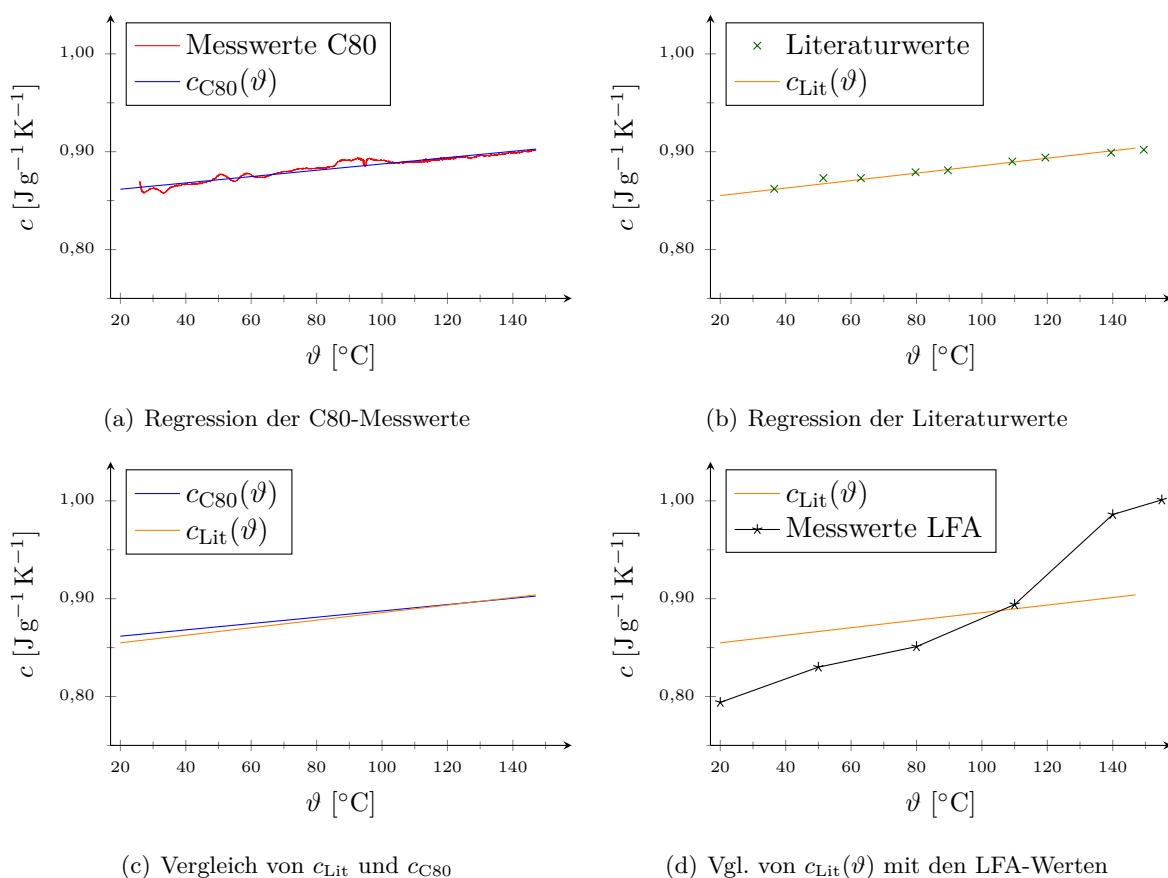 Messwerte C80
c_C80(ϑ)
1,00
0,90
0,80
c [J g⁻¹ K⁻¹]
20 40 60 80 100 120 140
ϑ [°C]
(a) Regression der C80-Messwerte
Literaturwerte
c_Lit(ϑ)
1,00
0,90
0,80
c [J g⁻¹ K⁻¹]
20 40 60 80 100 120 140
ϑ [°C]
(b) Regression der Literaturwerte
c_C80(ϑ)
c_Lit(ϑ)
1,00
0,90
0,80
c [J g⁻¹ K⁻¹]
20 40 60 80 100 120 140
ϑ [°C]
(c) Vergleich von c_Lit und c_C80
c_Lit(ϑ)
Messwerte LFA
1,00
0,90
0,80
c [J g⁻¹ K⁻¹]
20 40 60 80 100 120 140
ϑ [°C]
(d) Vgl. von c_Lit(ϑ) mit den LFA-Werten